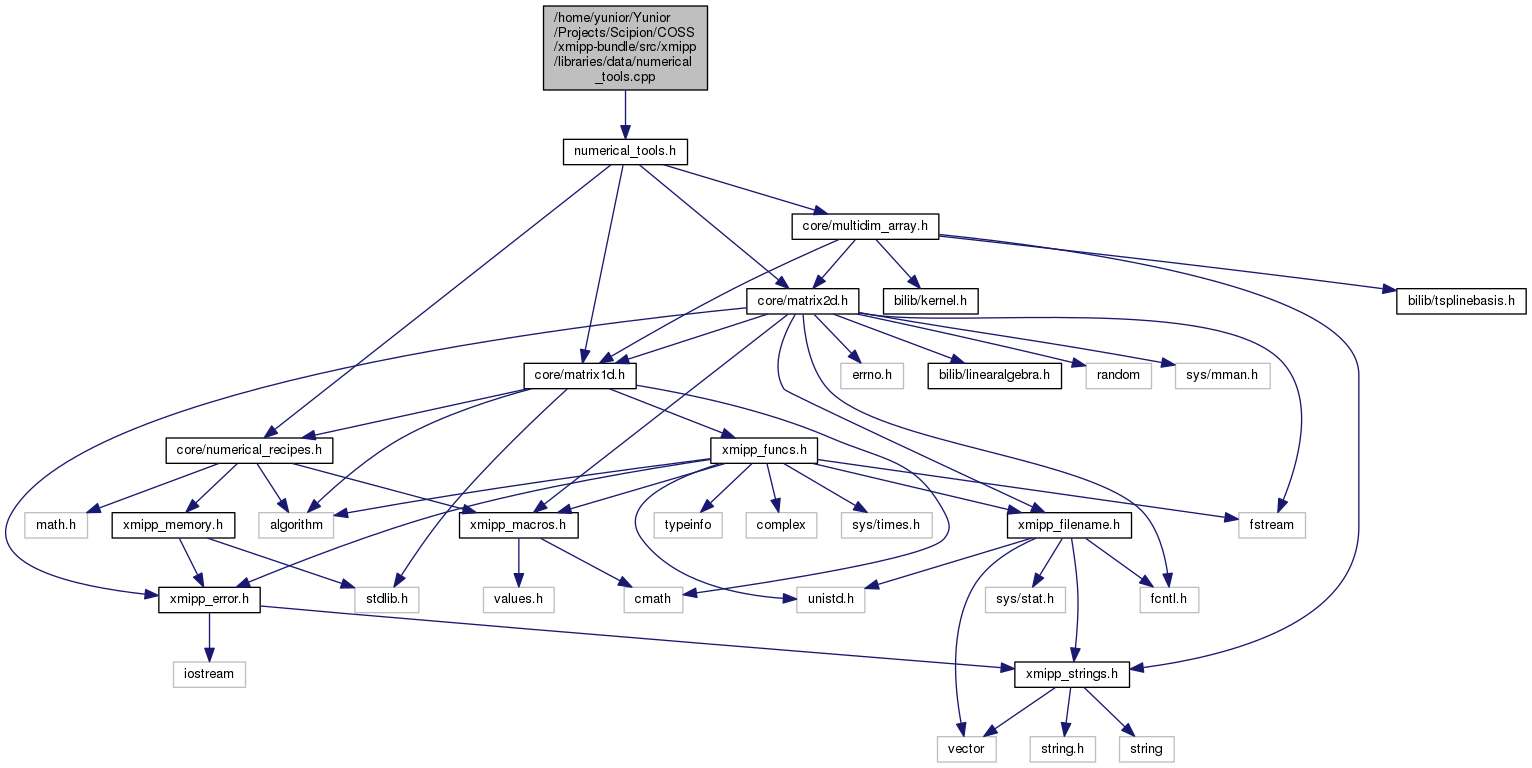 /home/yunior/Yunior
/Projects/Scipion/COSS
/xmipp-bundle/src/xmipp
/libraries/data/numerical
_tools.cpp
numerical_tools.h
core/multidim_array.h
core/matrix2d.h
bilib/kernel.h
bilib/tsplinebasis.h
core/matrix1d.h
errno.h
bilib/linearalgebra.h
random
sys/mman.h
core/numerical_recipes.h
xmipp_funcs.h
math.h
xmipp_memory.h
algorithm
xmipp_macros.h
typeinfo
complex
sys/times.h
xmipp_filename.h
fstream
xmipp_error.h
stdlib.h
values.h
cmath
unistd.h
sys/stat.h
fcntl.h
iostream
xmipp_strings.h
vector
string.h
string